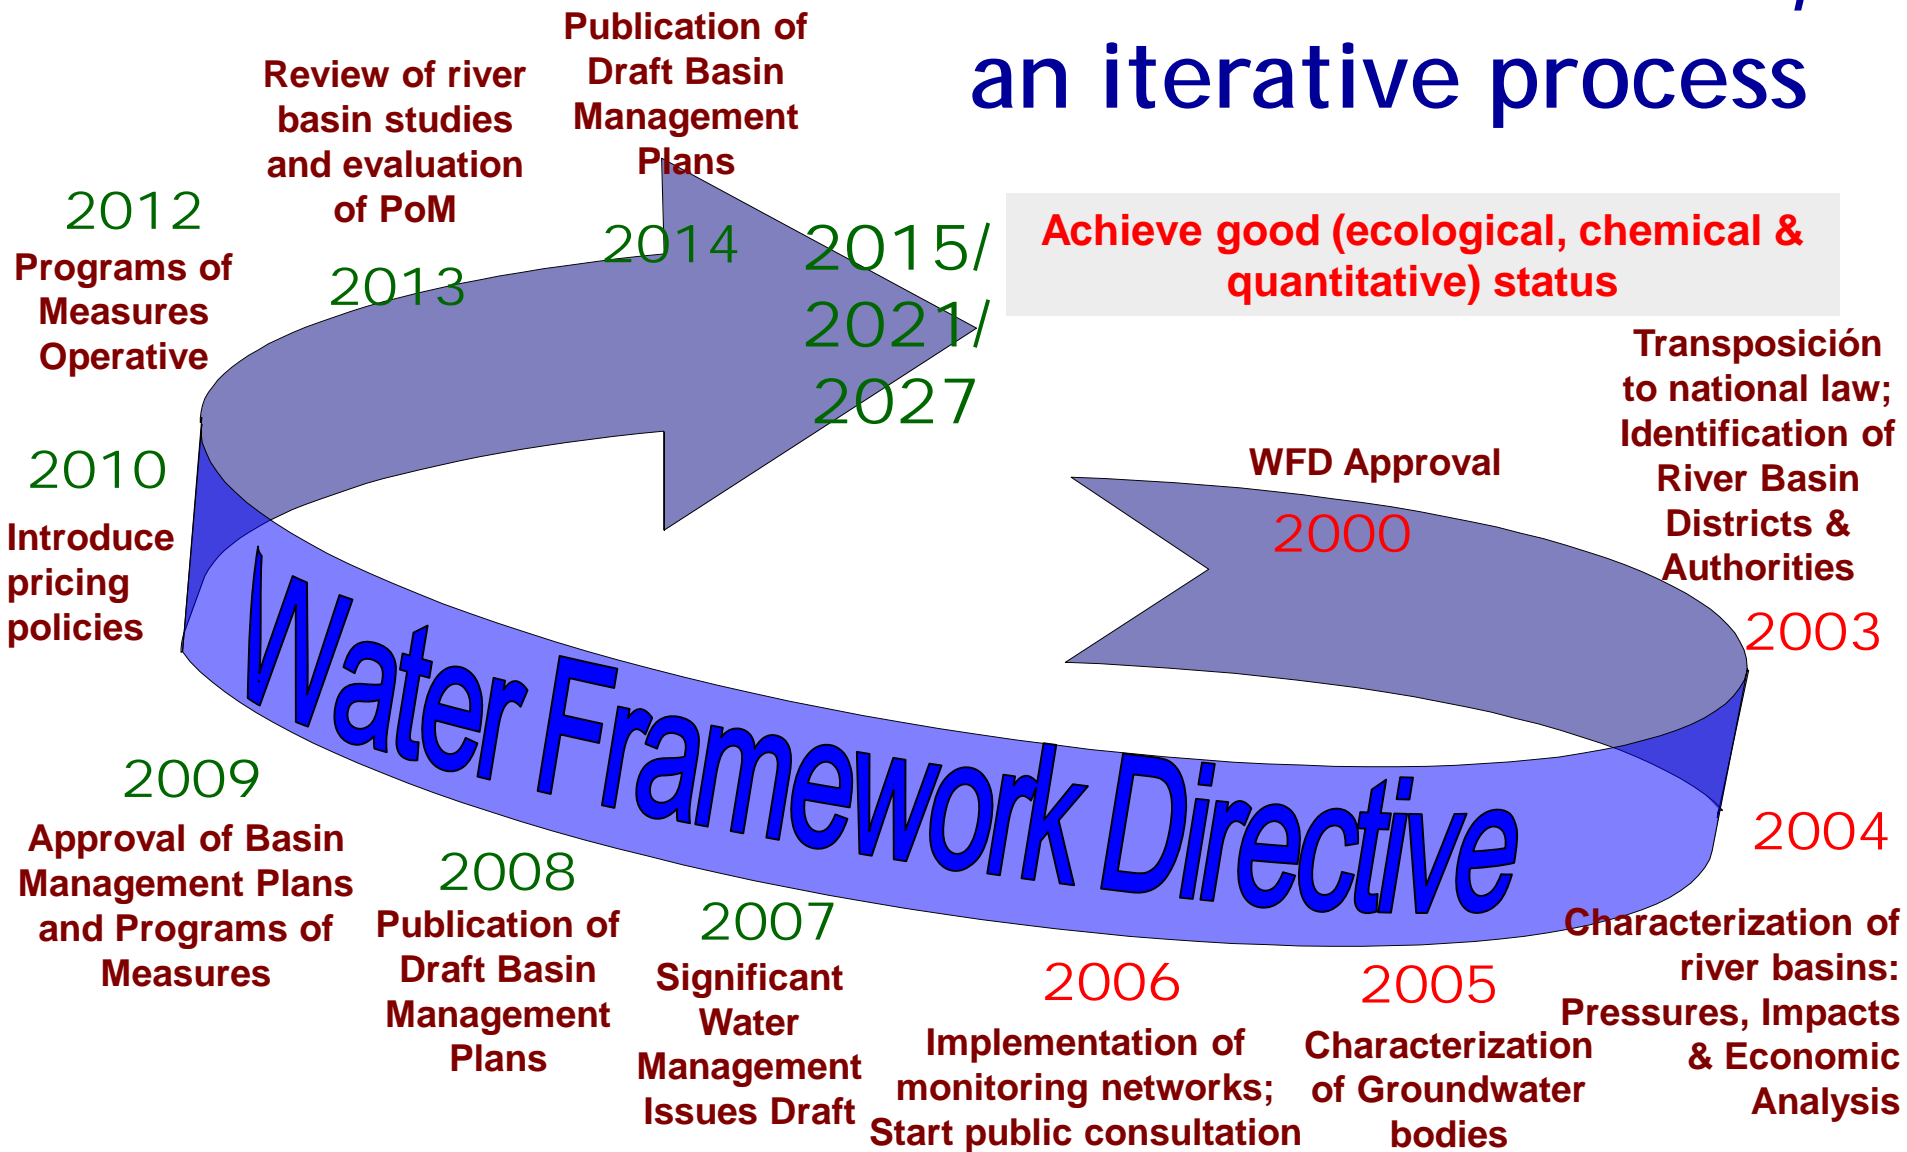 an iterative process
Publication of
Draft Basin
Management
Plans
Review of river
basin studies
and evaluation
of PoM
2012
Programs of
Measures
Operative
2013
2014
2015/
2021/
2027
Achieve good (ecological, chemical &
quantitative) status
Transposición
to national law;
Identification of
River Basin
Districts &
Authorities
WFD Approval
2000
2003
2010
Introduce
pricing
policies
Water Framework Directive
2004
Characterization of
river basins:
Pressures, Impacts
& Economic
Analysis
2005
Characterization
of Groundwater
bodies
2006
Implementation of
monitoring networks;
Start public consultation
2007
Significant
Water
Management
Issues Draft
2008
Publication of
Draft Basin
Management
Plans
2009
Approval of Basin
Management Plans
and Programs of
Measures